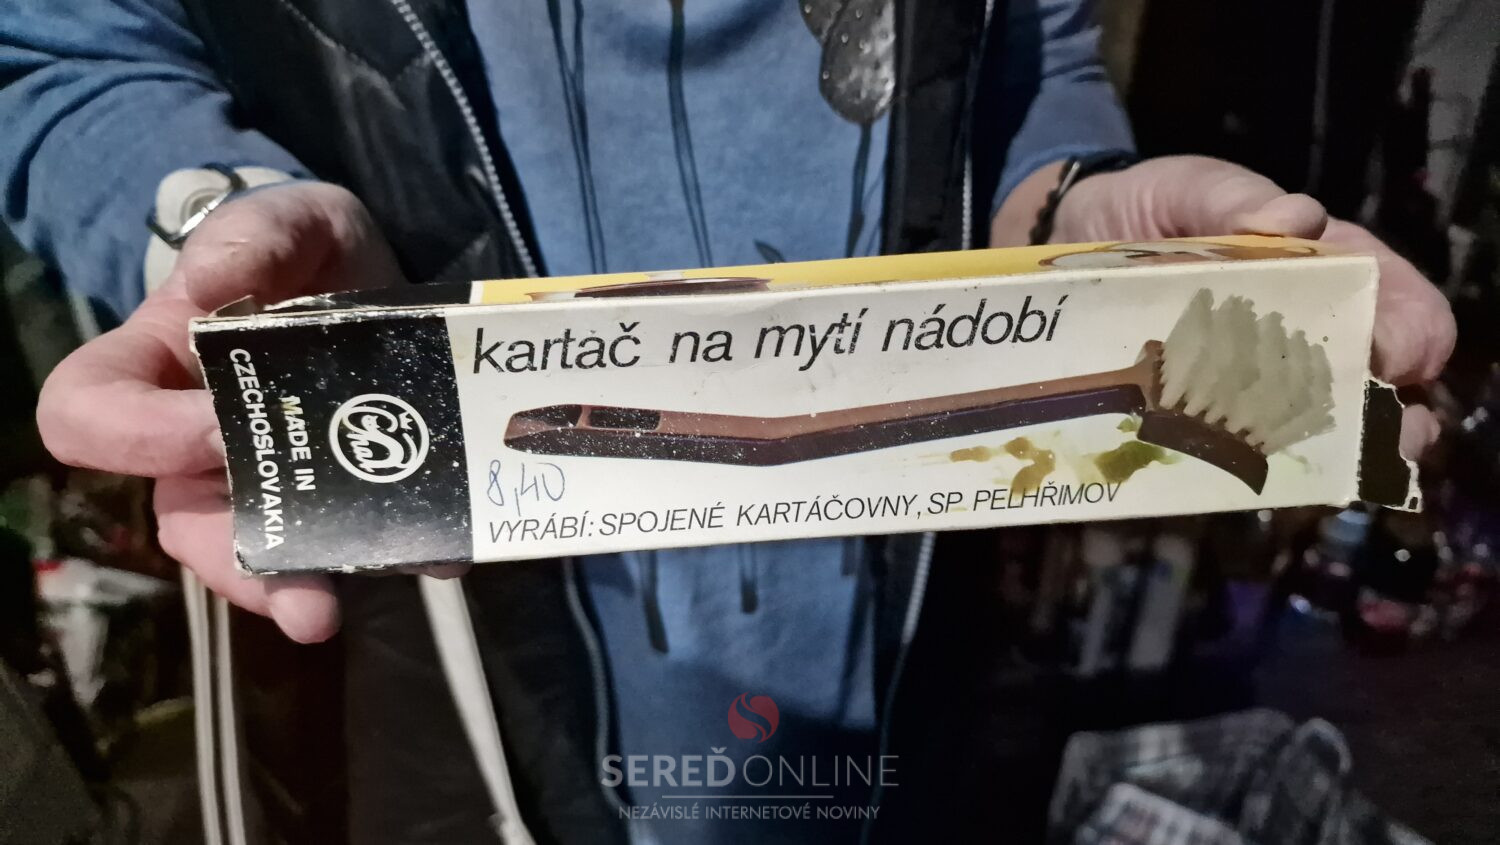 kartáč na mytí nádobí
MADE IN
CZECHOSLOVAKIA
8,40
VYRÁBÍ: SPOJENÉ KARTÁČOVNY, SP PELHŘIMOV
SEREĎONLINE
NEZÁVISLÉ INTERNETOVÉ NOVINY